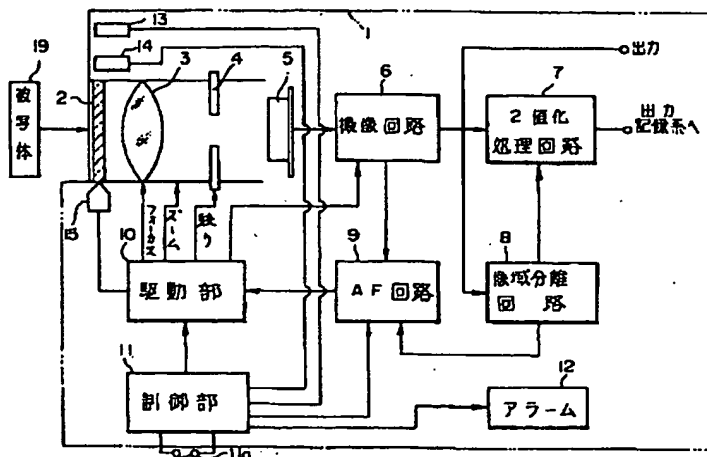 1
13
14
19
被写体
2
3
4
5
6
撮像回路
出力
7
2値化
処理回路
出力
記録系へ
15
フォーカス
ズーム
絞り
10
駆動部
9
AF回路
8
像域分離
回路
11
制御部
12
アラーム
11a